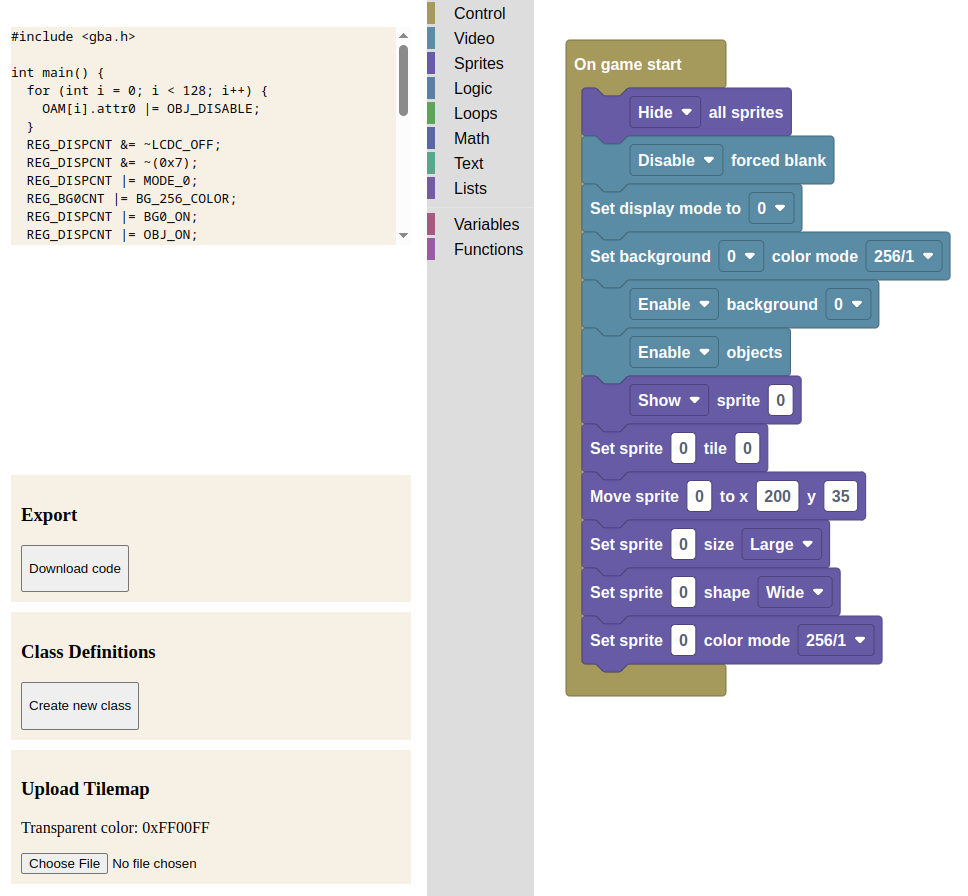 #include <gba.h>
int main() {
for (int i = 0; i < 128; i++) {
OAM[i].attr0 |= OBJ_DISABLE;
}
REG_DISPCNT &= ~LCDC_OFF;
REG_DISPCNT &= ~(0x7);
REG_DISPCNT |= MODE_0;
REG_BG0CNT |= BG_256_COLOR;
REG_DISPCNT |= BG0_ON;
REG_DISPCNT |= OBJ_ON;
Export
Download code
Class Definitions
Create new class
Upload Tilemap
Transparent color: 0xFF00FF
Choose File No file chosen
Control
Video
Sprites
Logic
Loops
Math
Text
Lists
Variables
Functions
On game start
Hide all sprites
Disable forced blank
Set display mode to 0
Set background 0 color mode 256/1
Enable background 0
Enable objects
Show sprite 0
Set sprite 0 tile 0
Move sprite 0 to x 200 y 35
Set sprite 0 size Large
Set sprite 0 shape Wide
Set sprite 0 color mode 256/1